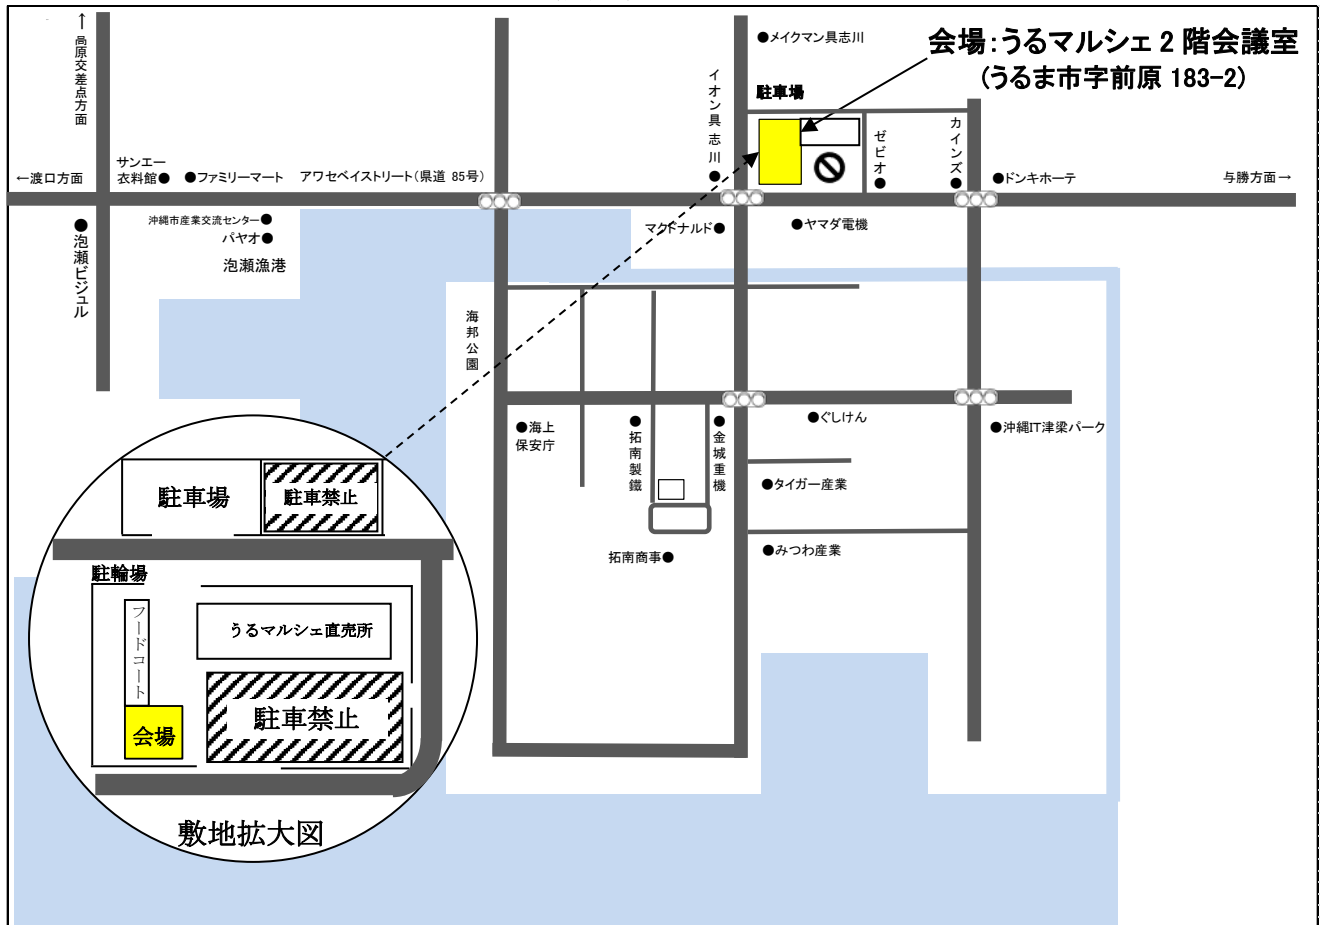 ↑高原交差点方面
●メイクマン具志川
会場：うるマルシェ２階会議室
（うるま市字前原 183-2）
駐車場
イオン具志川●
ゼビオ●
カインズ●
サンエー
衣料館●
●ファミリーマート
アワセベイストリート（県道 85号）
←渡口方面
●ドンキホーテ
与勝方面→
沖縄市産業交流センター●
パヤオ●
泡瀬漁港
●泡瀬ビジュル
マクドナルド●
●ヤマダ電機
海邦公園
●海上
保安庁
●拓南製鐵
●金城重機
●ぐしけん
●沖縄IT津梁パーク
●タイガー産業
●みつわ産業
拓南商事●
駐車場
駐車禁止
駐輪場
フードコート
うるマルシェ直売所
駐車禁止
会場
敷地拡大図